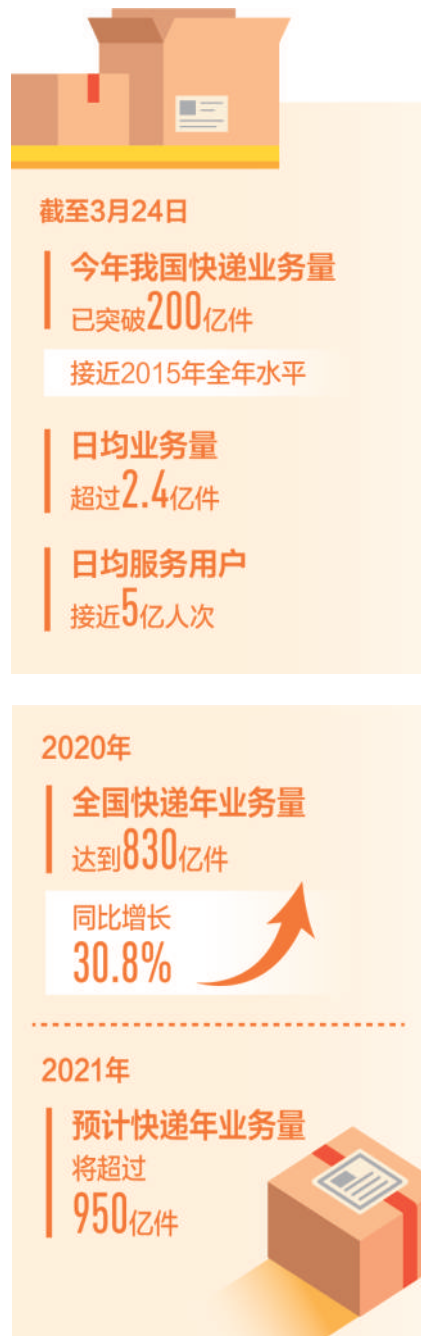 截至3月24日
今年我国快递业务量
已突破200亿件
接近2015年全年水平
日均业务量
超过2.4亿件
日均服务用户
接近5亿人次
2020年
全国快递年业务量
达到830亿件
同比增长
30.8%
2021年
预计快递年业务量
将超过
950亿件